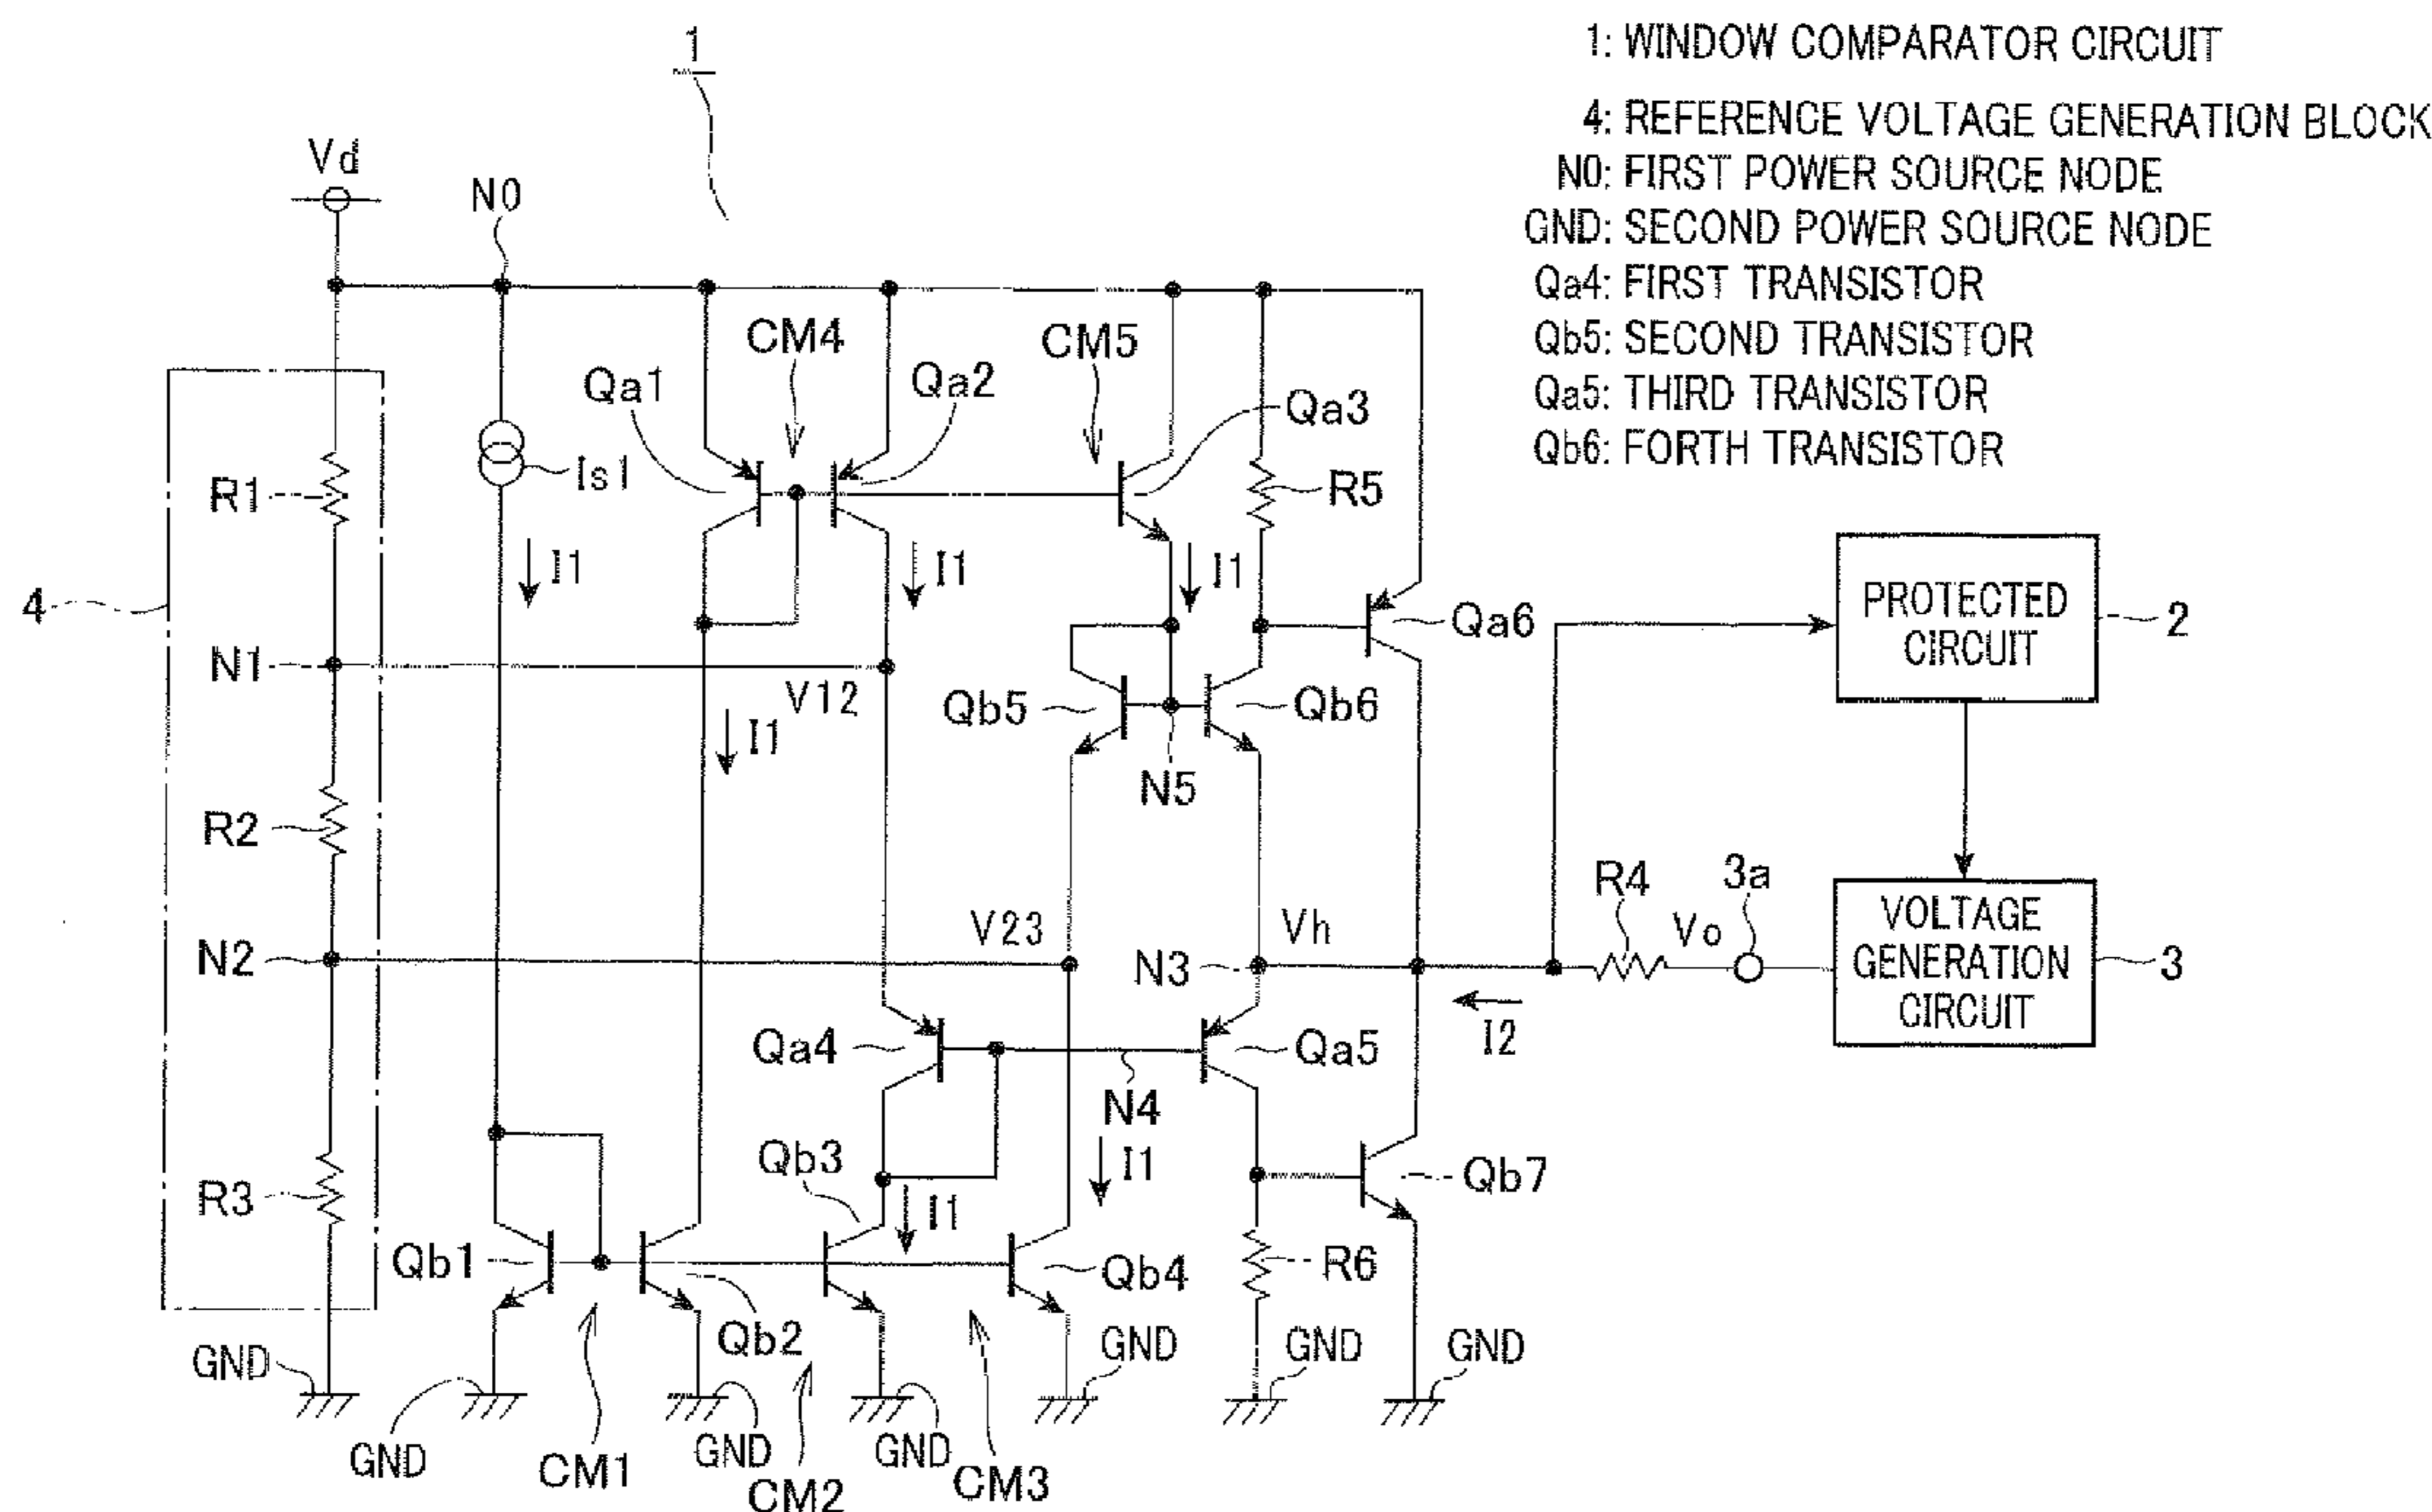 1
1: WINDOW COMPARATOR CIRCUIT
4: REFERENCE VOLTAGE GENERATION BLOCK
N0: FIRST POWER SOURCE NODE
GND: SECOND POWER SOURCE NODE
Qa4: FIRST TRANSISTOR
Qb5: SECOND TRANSISTOR
Qa5: THIRD TRANSISTOR
Qb6: FORTH TRANSISTOR
Vd
N0
CM4
CM5
Qa1
Qa2
Qa3
R1
Is1
R5
I1
I1
I1
4
PROTECTED
CIRCUIT
2
Qa6
N1
V12
Qb5
Qb6
I1
N5
R2
R4
3a
Vo
VOLTAGE
GENERATION
CIRCUIT
3
N2
V23
Vh
N3
I2
Qa4
Qa5
N4
Qb3
I1
I1
Qb7
R3
Qb1
Qb2
Qb4
R6
GND
GND
GND
GND
GND
GND
GND
CM1
CM2
CM3